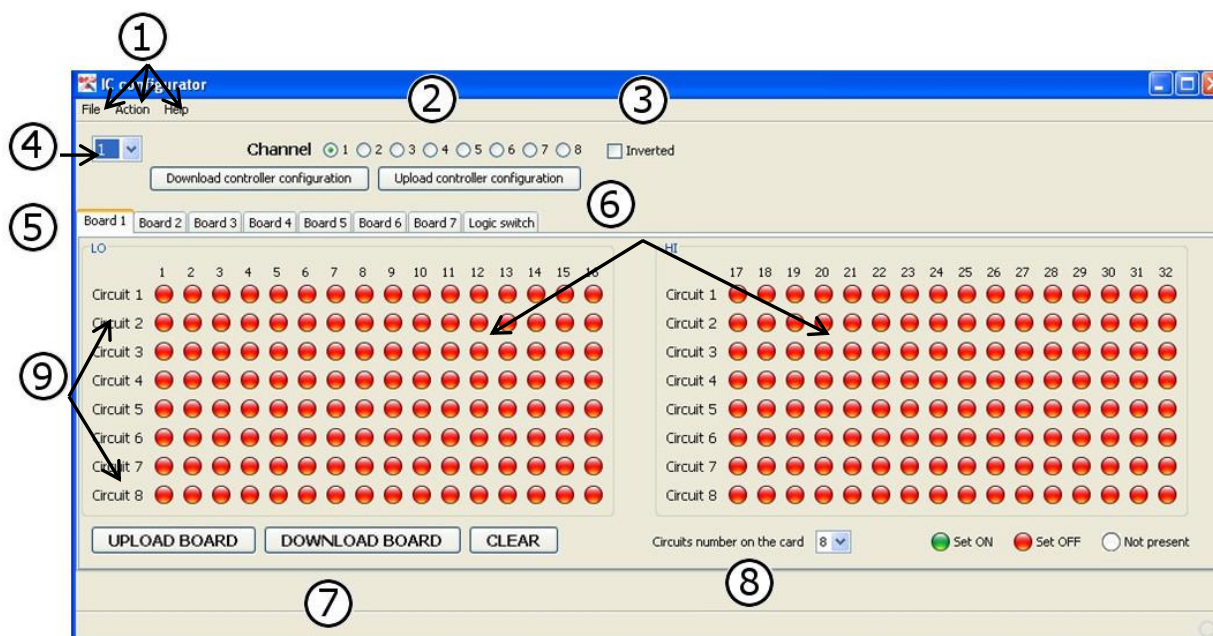 1
IC configurator
2
3
File Action Help
4
1
Channel 1 2 3 4 5 6 7 8 Inverted
Download controller configuration Upload controller configuration
6
5
Board 1 Board 2 Board 3 Board 4 Board 5 Board 6 Board 7 Logic switch
LO HI
1 2 3 4 5 6 7 8 9 10 11 12 13 14 15 16 17 18 19 20 21 22 23 24 25 26 27 28 29 30 31 32
Circuit 1 Circuit 1
Circuit 2 Circuit 2
Circuit 3 Circuit 3
9
Circuit 4 Circuit 4
Circuit 5 Circuit 5
Circuit 6 Circuit 6
Circuit 7 Circuit 7
Circuit 8 Circuit 8
UPLOAD BOARD DOWNLOAD BOARD CLEAR Circuits number on the card 8 Set ON Set OFF Not present
8
7